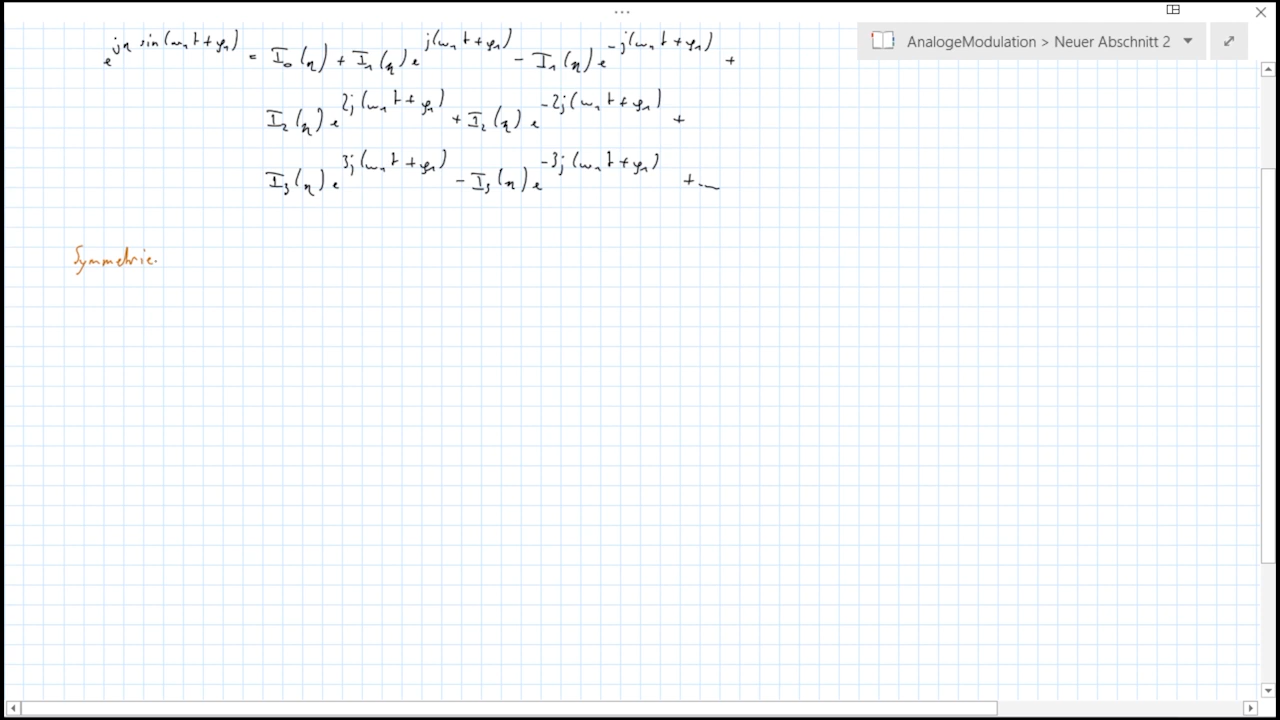 AnalogeModulation > Neuer Abschnitt 2
e^{jη sin(ω₁t+φ₁)} = I₀(η) + I₁(η)e^{j(ω₁t+φ₁)} - I₁(η)e^{-j(ω₁t+φ₁)} +
I₂(η)e^{2j(ω₁t+φ₁)} + I₂(η)e^{-2j(ω₁t+φ₁)} +
I₃(η)e^{3j(ω₁t+φ₁)} - I₃(η)e^{-3j(ω₁t+φ₁)} + ...
Symmetrie.